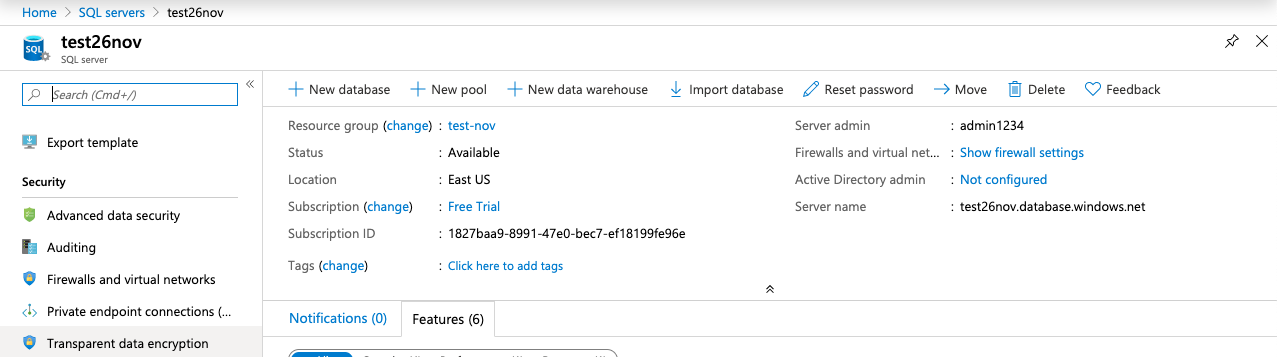 Home > SQL servers > test26nov
test26nov
SQL server
Search (Cmd+/)
Export template
Security
Advanced data security
Auditing
Firewalls and virtual networks
Private endpoint connections (...
Transparent data encryption
New database New pool New data warehouse Import database Reset password Move Delete Feedback
Resource group (change) : test-nov
Status : Available
Location : East US
Subscription (change) : Free Trial
Subscription ID : 1827baa9-8991-47e0-bec7-ef18199fe96e
Tags (change) : Click here to add tags
Server admin : admin1234
Firewalls and virtual net... : Show firewall settings
Active Directory admin : Not configured
Server name : test26nov.database.windows.net
Notifications (0) Features (6)